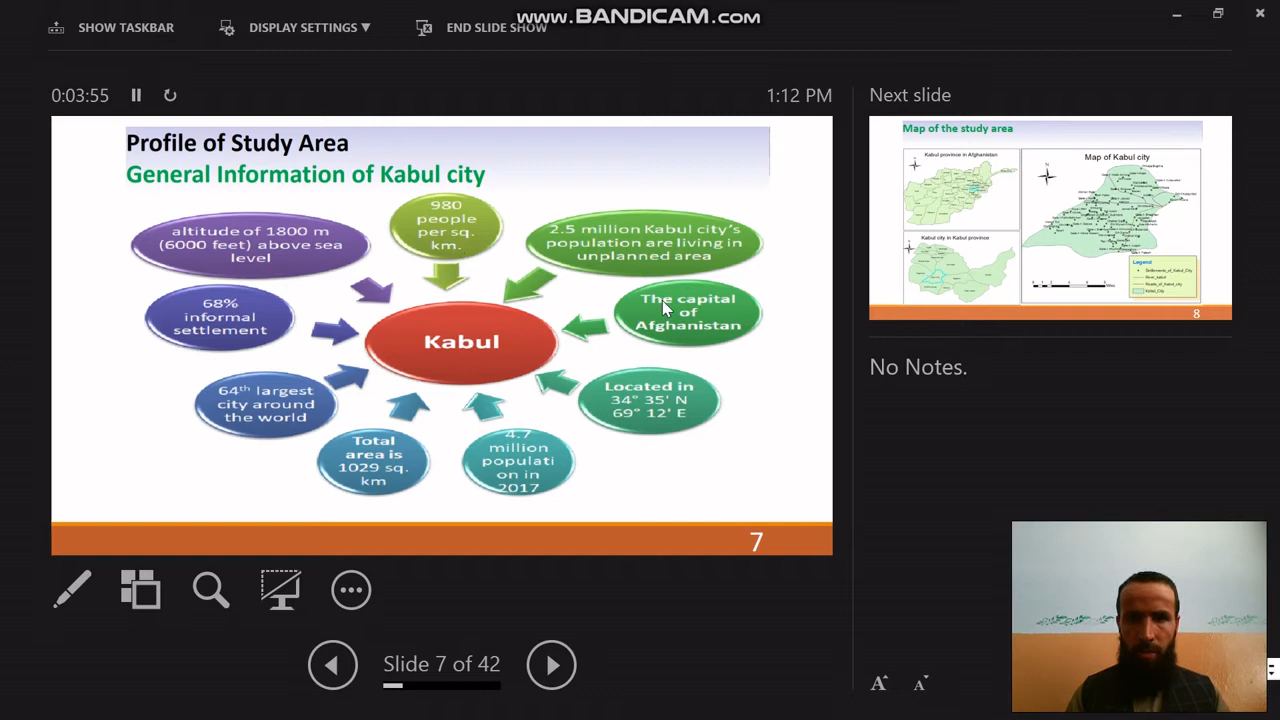 www.BANDICAM.com
SHOW TASKBAR
DISPLAY SETTINGS ▼
END SLIDE SHOW
0:03:55
1:12 PM
Profile of Study Area
General Information of Kabul city
980
people
per sq.
km.
altitude of 1800 m
(6000 feet) above sea
level
2.5 million Kabul city's
population are living in
unplanned area
68%
informal
settlement
The capital
of
Afghanistan
Kabul
64th largest
city around
the world
Located in
34° 35' N
69° 12' E
Total
area is
1029 sq.
km
4.7
million
populati
on in
2017
7
Slide 7 of 42
Next slide
Map of the study area
Kabul province in Afghanistan
Map of Kabul city
Kabul city in Kabul province
N
N
N
Legend
Settlements_of_Kabul_City
River_kabul
Roads_of_Kabul_city
Kabul_City
8
No Notes.
A
A